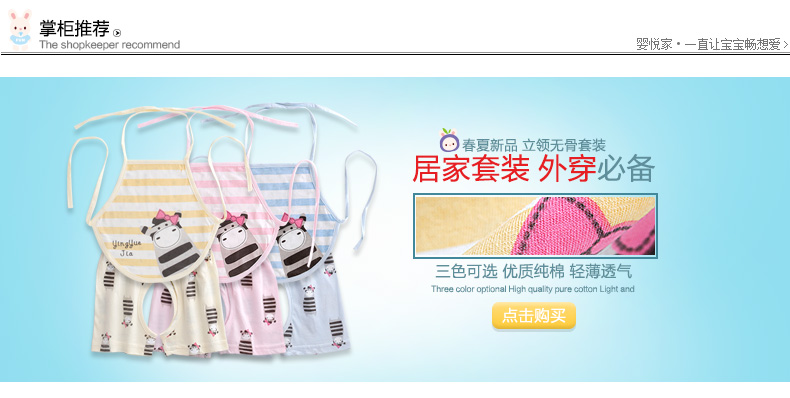 掌柜推荐
The shopkeeper recommend
婴悦家·一直让宝宝畅想爱
春夏新品 立领无骨套装
居家套装 外穿必备
YingYue
Jia
三色可选 优质纯棉 轻薄透气
Three color optional High quality pure cotton Light and
点击购买